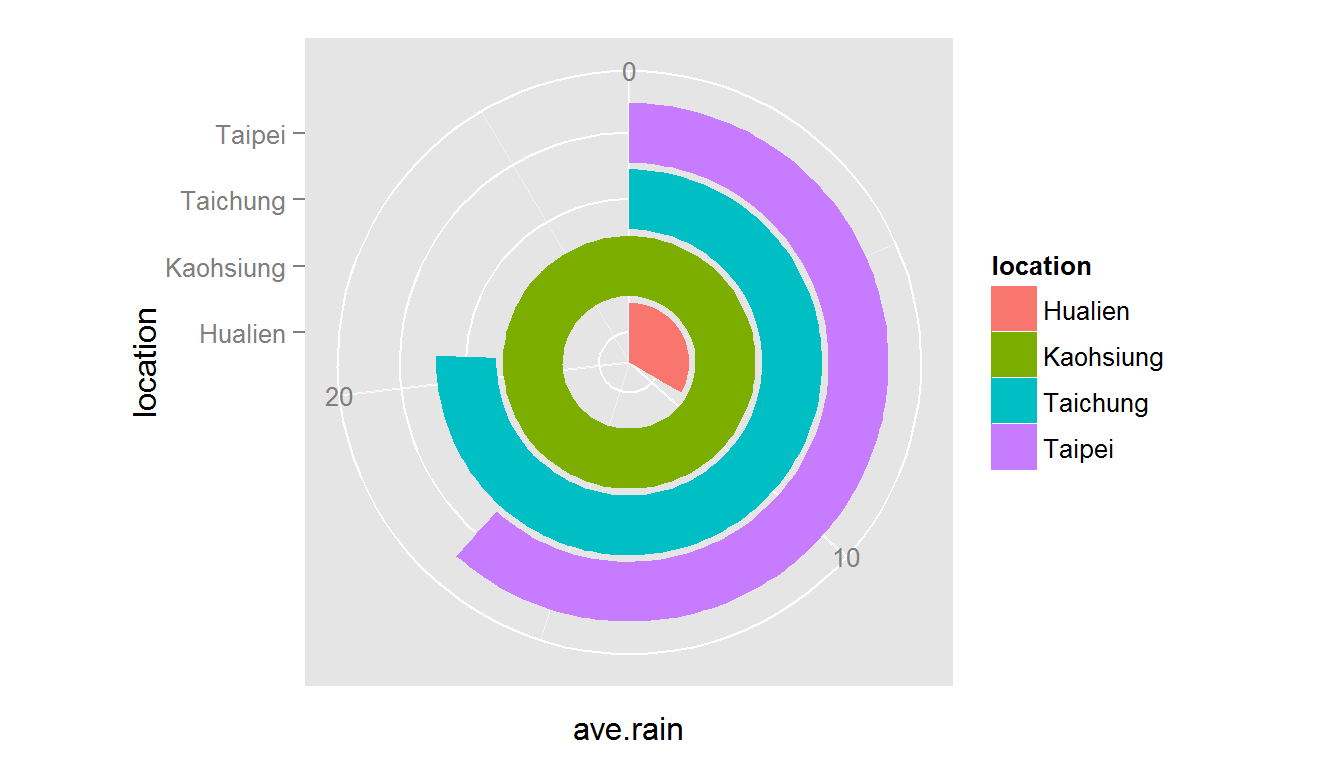 0
Taipei
Taichung
Kaohsiung
Hualien
location
20
10
ave.rain
location
Hualien
Kaohsiung
Taichung
Taipei